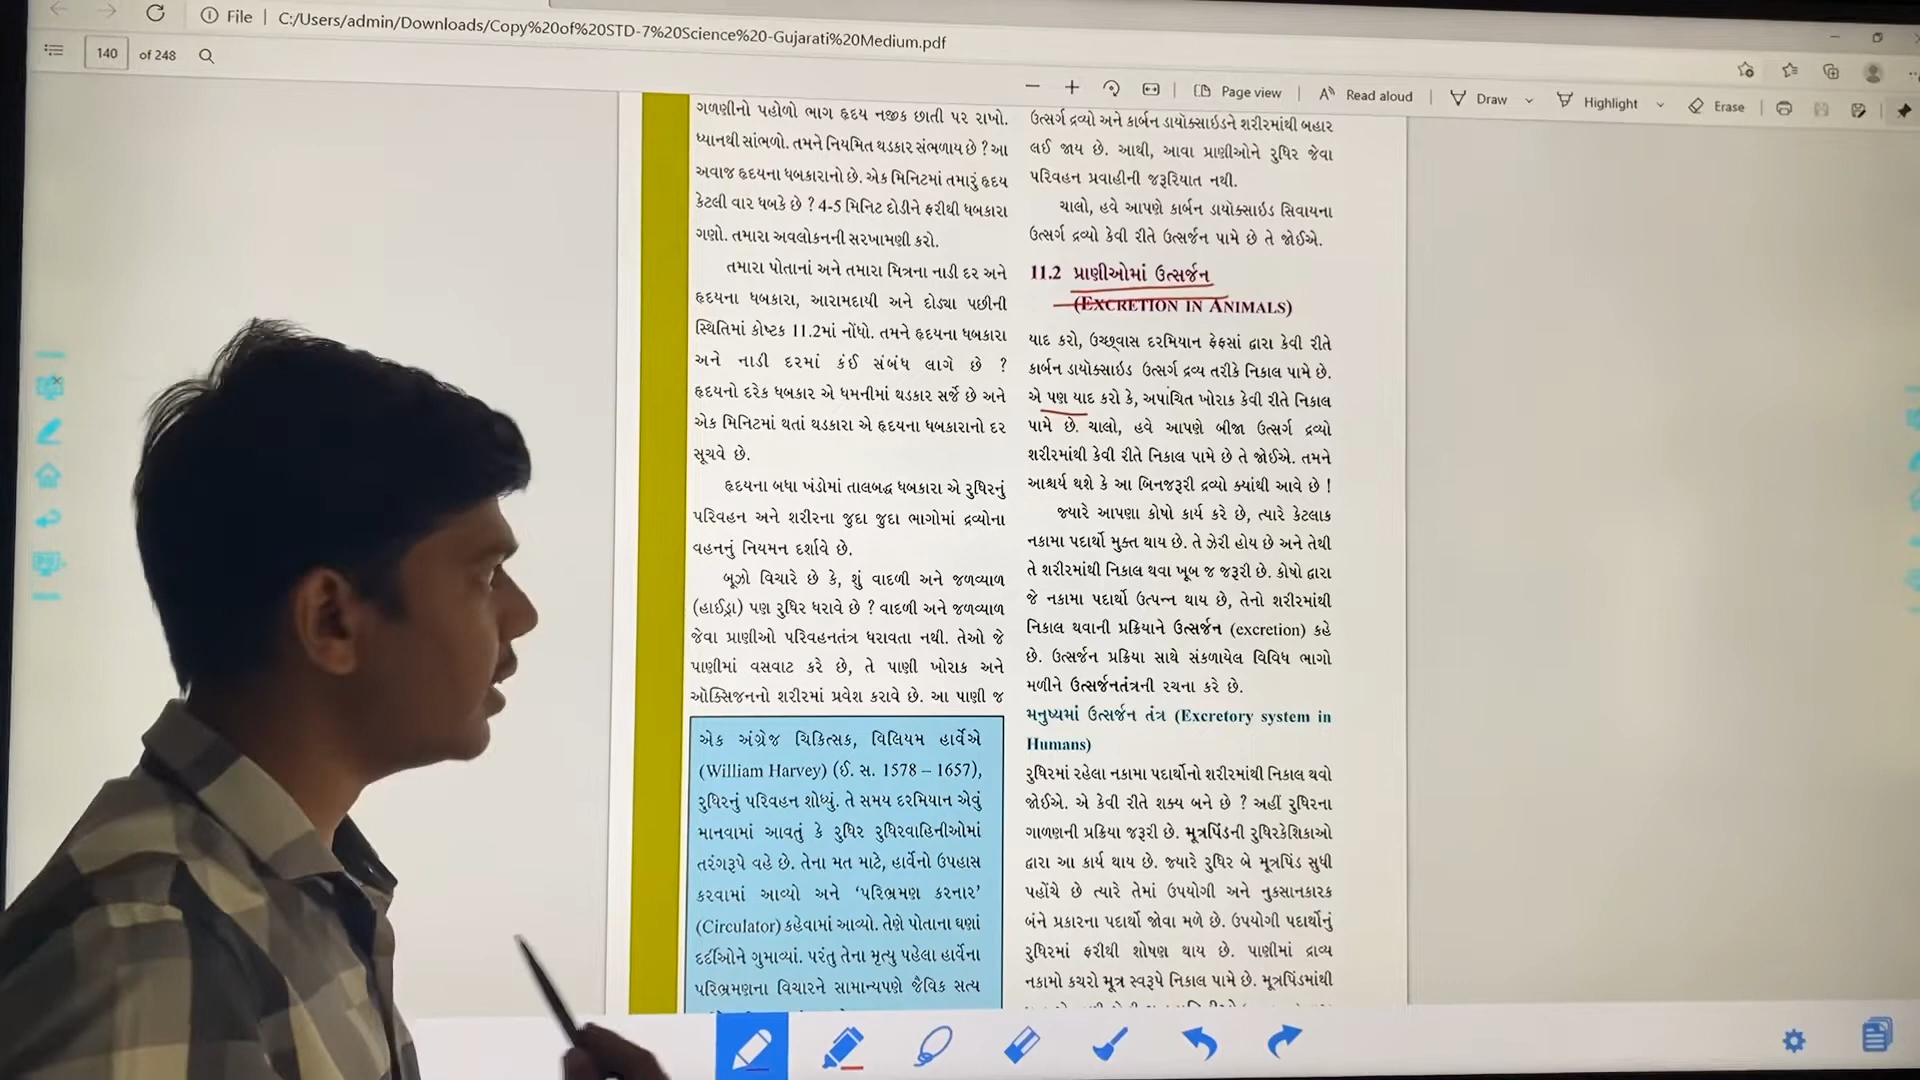 File
C:/Users/admin/Downloads/Copy%20of%20STD-7%20Science%20-Gujarati%20Medium.pdf
140 of 248
Page view
Read aloud
Draw
Highlight
Erase
ગળણીનો પહોળો ભાગ હૃદય નજીક છાતી પર રાખો.
ધ્યાનથી સાંભળો. તમને નિયમિત થડકાર સંભળાય છે ? આ
અવાજ હૃદયના ધબકારાનો છે. એક મિનિટમાં તમારું હૃદય
કેટલી વાર ધબકે છે ? 4-5 મિનિટ દોડીને ફરીથી ધબકારા
ગણો. તમારા અવલોકનની સરખામણી કરો.
તમારા પોતાનાં અને તમારા મિત્રના નાડી દર અને
હૃદયના ધબકારા, આરામદાયી અને દોડ્યા પછીની
સ્થિતિમાં કોષ્ટક 11.2માં નોંધો. તમને હૃદયના ધબકારા
અને નાડી દરમાં કંઈ સંબંધ લાગે છે ?
હૃદયનો દરેક ધબકાર એ ધમનીમાં થડકાર સર્જે છે અને
એક મિનિટમાં થતાં થડકારા એ હૃદયના ધબકારાનો દર
સૂચવે છે.
હૃદયના બધા ખંડોમાં તાલબદ્ધ ધબકારા એ રુધિરનું
પરિવહન અને શરીરના જુદા જુદા ભાગોમાં દ્રવ્યોના
વહનનું નિયમન દર્શાવે છે.
બૂઝો વિચારે છે કે, શું વાદળી અને જળવ્યાળ
(હાઈડ્રા) પણ રુધિર ધરાવે છે ? વાદળી અને જળવ્યાળ
જેવા પ્રાણીઓ પરિવહનતંત્ર ધરાવતા નથી. તેઓ જે
પાણીમાં વસવાટ કરે છે, તે પાણી ખોરાક અને
ઑક્સિજનનો શરીરમાં પ્રવેશ કરાવે છે. આ પાણી જ
એક અંગ્રેજ ચિકિત્સક, વિલિયમ હાર્વેએ
(William Harvey) (ઈ. સ. 1578 – 1657),
રુધિરનું પરિવહન શોધ્યું. તે સમય દરમિયાન એવું
માનવામાં આવતું કે રુધિર રુધિરવાહિનીઓમાં
તરંગરૂપે વહે છે. તેના મત માટે, હાર્વેનો ઉપહાસ
કરવામાં આવ્યો અને ‘પરિભ્રમણ કરનાર’
(Circulator) કહેવામાં આવ્યો. તેણે પોતાના ઘણાં
દર્દીઓને ગુમાવ્યાં. પરંતુ તેના મૃત્યુ પહેલા હાર્વેના
પરિભ્રમણના વિચારને સામાન્યપણે જૈવિક સત્ય
ઉત્સર્ગ દ્રવ્યો અને કાર્બન ડાયૉક્સાઇડને શરીરમાંથી બહાર
લઈ જાય છે. આથી, આવા પ્રાણીઓને રુધિર જેવા
પરિવહન પ્રવાહીની જરૂરિયાત નથી.
ચાલો, હવે આપણે કાર્બન ડાયૉક્સાઇડ સિવાયના
ઉત્સર્ગ દ્રવ્યો કેવી રીતે ઉત્સર્જન પામે છે તે જોઈએ.
11.2 પ્રાણીઓમાં ઉત્સર્જન
(EXCRETION IN ANIMALS)
યાદ કરો, ઉચ્છ્વાસ દરમિયાન ફેફસાં દ્વારા કેવી રીતે
કાર્બન ડાયૉક્સાઇડ ઉત્સર્ગ દ્રવ્ય તરીકે નિકાલ પામે છે.
એ પણ યાદ કરો કે, અપાચિત ખોરાક કેવી રીતે નિકાલ
પામે છે. ચાલો, હવે આપણે બીજા ઉત્સર્ગ દ્રવ્યો
શરીરમાંથી કેવી રીતે નિકાલ પામે છે તે જોઈએ. તમને
આશ્ચર્ય થશે કે આ બિનજરૂરી દ્રવ્યો ક્યાંથી આવે છે !
જ્યારે આપણા કોષો કાર્ય કરે છે, ત્યારે કેટલાક
નકામા પદાર્થો મુક્ત થાય છે. તે ઝેરી હોય છે અને તેથી
તે શરીરમાંથી નિકાલ થવા ખૂબ જ જરૂરી છે. કોષો દ્વારા
જે નકામા પદાર્થો ઉત્પન્ન થાય છે, તેનો શરીરમાંથી
નિકાલ થવાની પ્રક્રિયાને ઉત્સર્જન (excretion) કહે
છે. ઉત્સર્જન પ્રક્રિયા સાથે સંકળાયેલ વિવિધ ભાગો
મળીને ઉત્સર્જનતંત્રની રચના કરે છે.
મનુષ્યમાં ઉત્સર્જન તંત્ર (Excretory system in
Humans)
રુધિરમાં રહેલા નકામા પદાર્થોનો શરીરમાંથી નિકાલ થવો
જોઈએ. એ કેવી રીતે શક્ય બને છે ? અહીં રુધિરના
ગાળણની પ્રક્રિયા જરૂરી છે. મૂત્રપિંડની રુધિરકેશિકાઓ
દ્વારા આ કાર્ય થાય છે. જ્યારે રુધિર બે મૂત્રપિંડ સુધી
પહોંચે છે ત્યારે તેમાં ઉપયોગી અને નુકસાનકારક
બંને પ્રકારના પદાર્થો જોવા મળે છે. ઉપયોગી પદાર્થોનું
રુધિરમાં ફરીથી શોષણ થાય છે. પાણીમાં દ્રાવ્ય
નકામો કચરો મૂત્ર સ્વરૂપે નિકાલ પામે છે. મૂત્રપિંડમાંથી